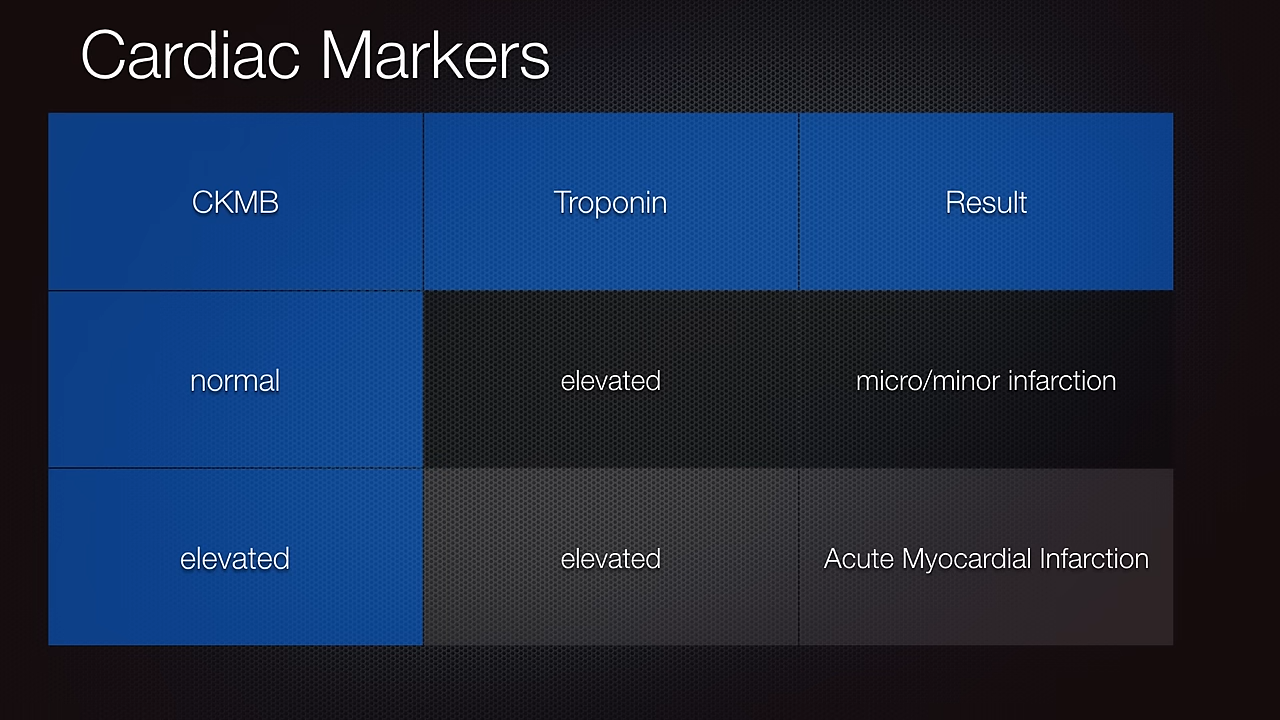 Cardiac Markers
CKMB Troponin Result
normal elevated micro/minor infarction
elevated elevated Acute Myocardial Infarction